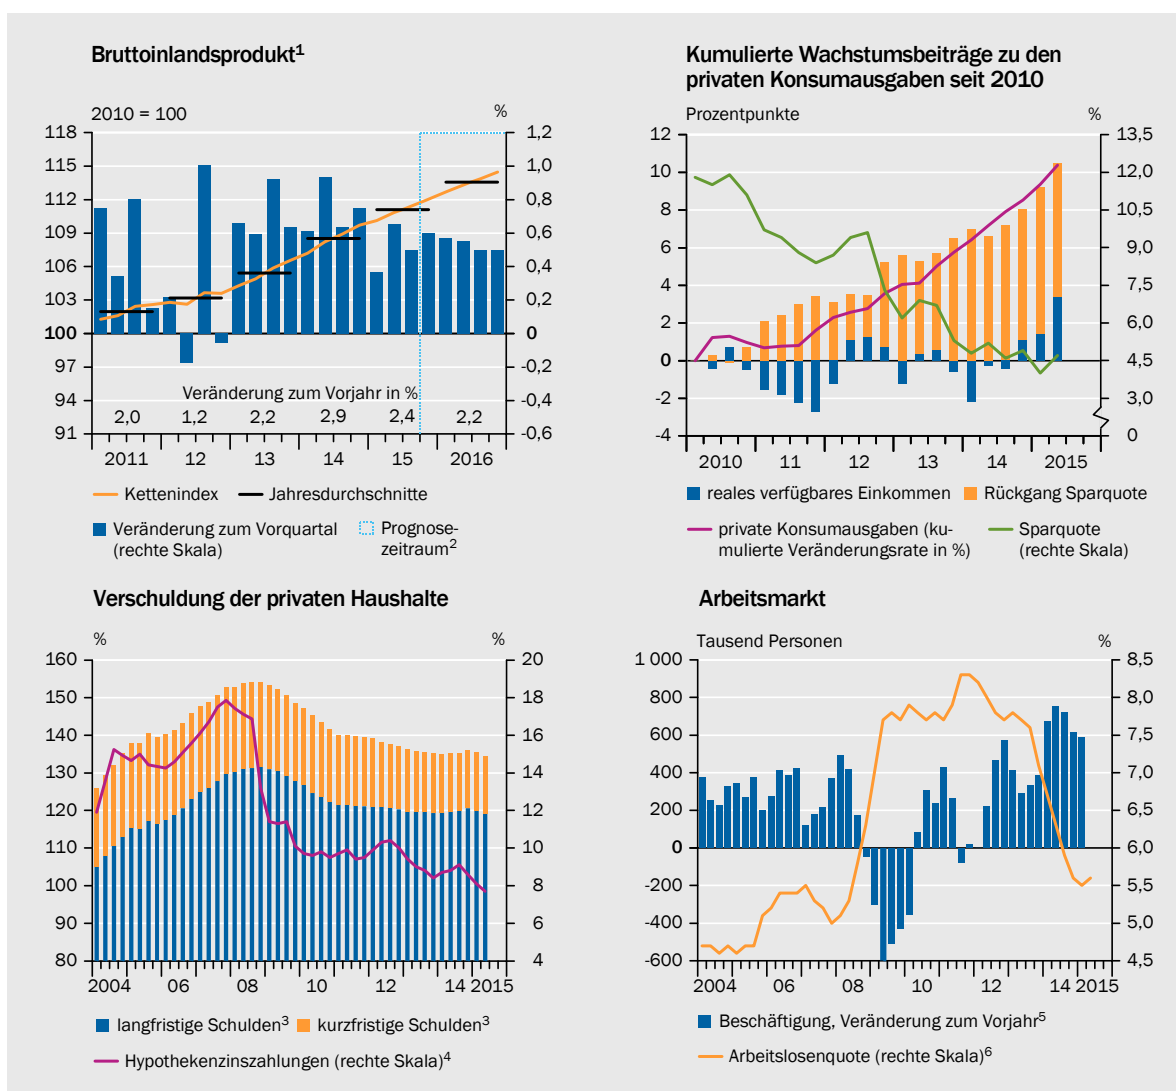 Bruttoinlandsprodukt¹
2010 = 100
%
118
115
112
109
106
103
100
97
94
91
1,2
1,0
0,8
0,6
0,4
0,2
0
-0,2
-0,4
-0,6
Veränderung zum Vorjahr in %
2,0 1,2 2,2 2,9 2,4 2,2
2011 12 13 14 15 2016
Kettenindex Jahresdurchschnitte
Veränderung zum Vorquartal
(rechte Skala)
Prognose-
zeitraum²
Kumulierte Wachstumsbeiträge zu den
privaten Konsumausgaben seit 2010
Prozentpunkte
%
12
10
8
6
4
2
0
-2
-4
13,5
12,0
10,5
9,0
7,5
6,0
4,5
3,0
0
2010 11 12 13 14 2015
reales verfügbares Einkommen Rückgang Sparquote
private Konsumausgaben (ku-
mulierte Veränderungsrate in %)
Sparquote
(rechte Skala)
Verschuldung der privaten Haushalte
%
%
160
150
140
130
120
110
100
90
80
20
18
16
14
12
10
8
6
4
2004 06 08 10 12 14 2015
langfristige Schulden³ kurzfristige Schulden³
Hypothekenzinszahlungen (rechte Skala)⁴
Arbeitsmarkt
Tausend Personen
%
1 000
800
600
400
200
0
-200
-400
-600
8,5
8,0
7,5
7,0
6,5
6,0
5,5
5,0
4,5
2004 06 08 10 12 14 2015
Beschäftigung, Veränderung zum Vorjahr⁵
Arbeitslosenquote (rechte Skala)⁶